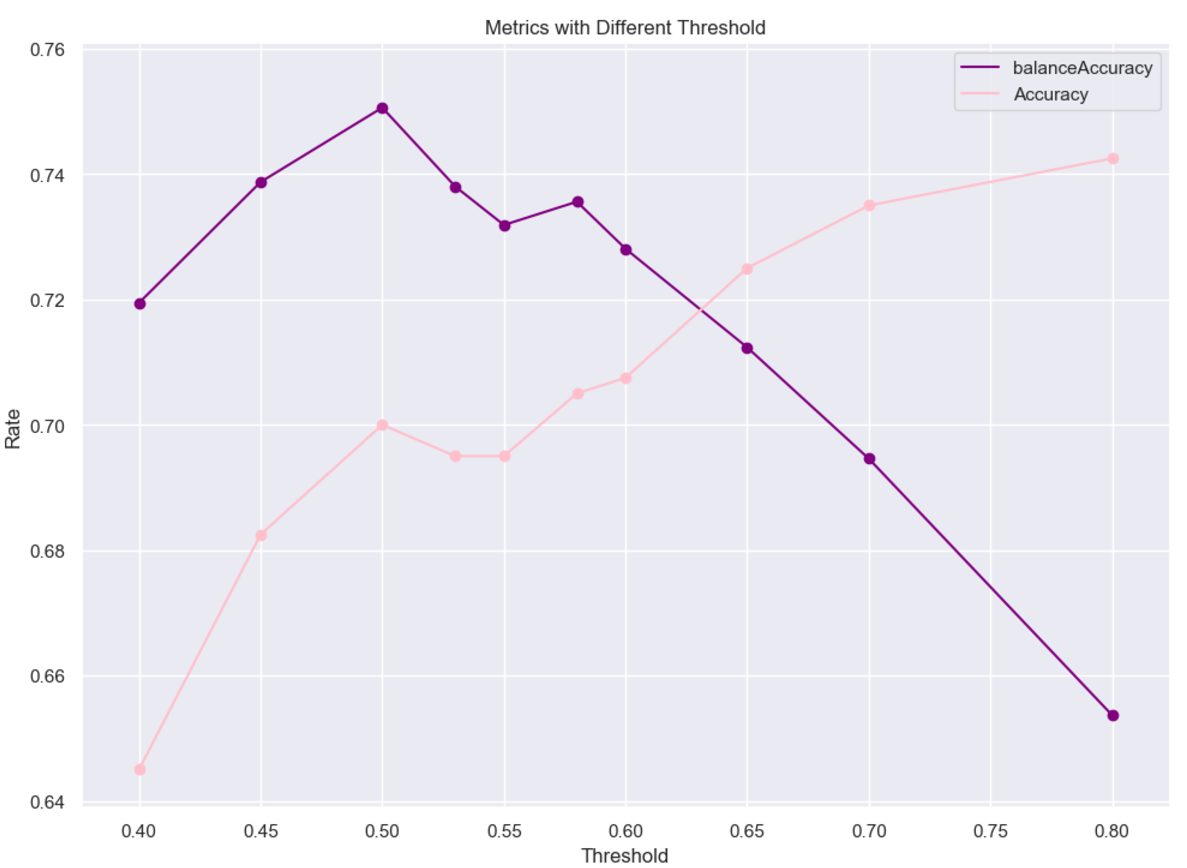 Metrics with Different Threshold
balanceAccuracy
Accuracy
0.76
0.74
0.72
0.70
0.68
0.66
0.64
Rate
0.40 0.45 0.50 0.55 0.60 0.65 0.70 0.75 0.80
Threshold